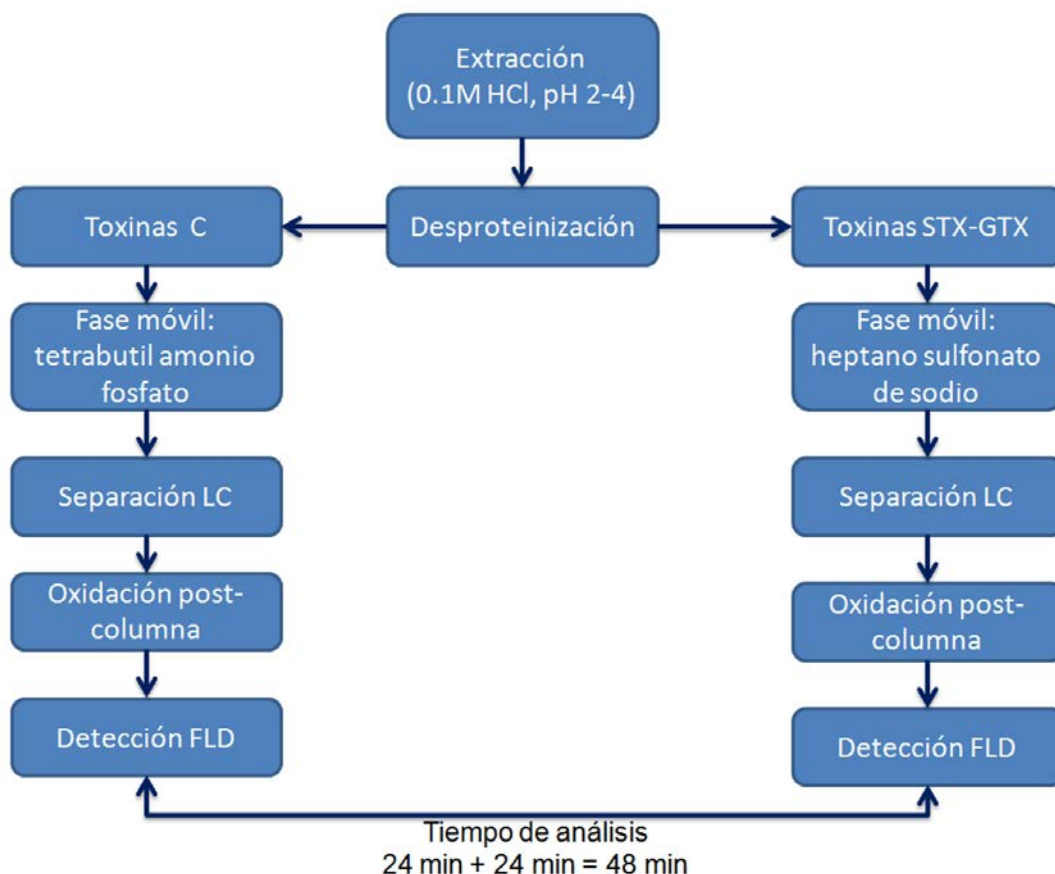 Extracción
(0.1M HCl, pH 2-4)
Toxinas C
Desproteinización
Toxinas STX-GTX
Fase móvil:
tetrabutil amonio
fosfato
Fase móvil:
heptano sulfonato
de sodio
Separación LC
Separación LC
Oxidación post-
columna
Oxidación post-
columna
Detección FLD
Detección FLD
Tiempo de análisis
24 min + 24 min = 48 min